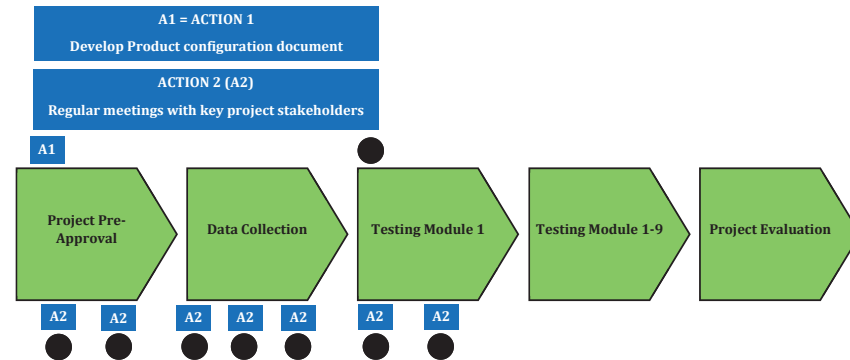 A1 = ACTION 1
Develop Product configuration document
ACTION 2 (A2)
Regular meetings with key project stakeholders
A1
Project Pre-
Approval
Data Collection
Testing Module 1
Testing Module 1-9
Project Evaluation
A2
A2
A2
A2
A2
A2
A2